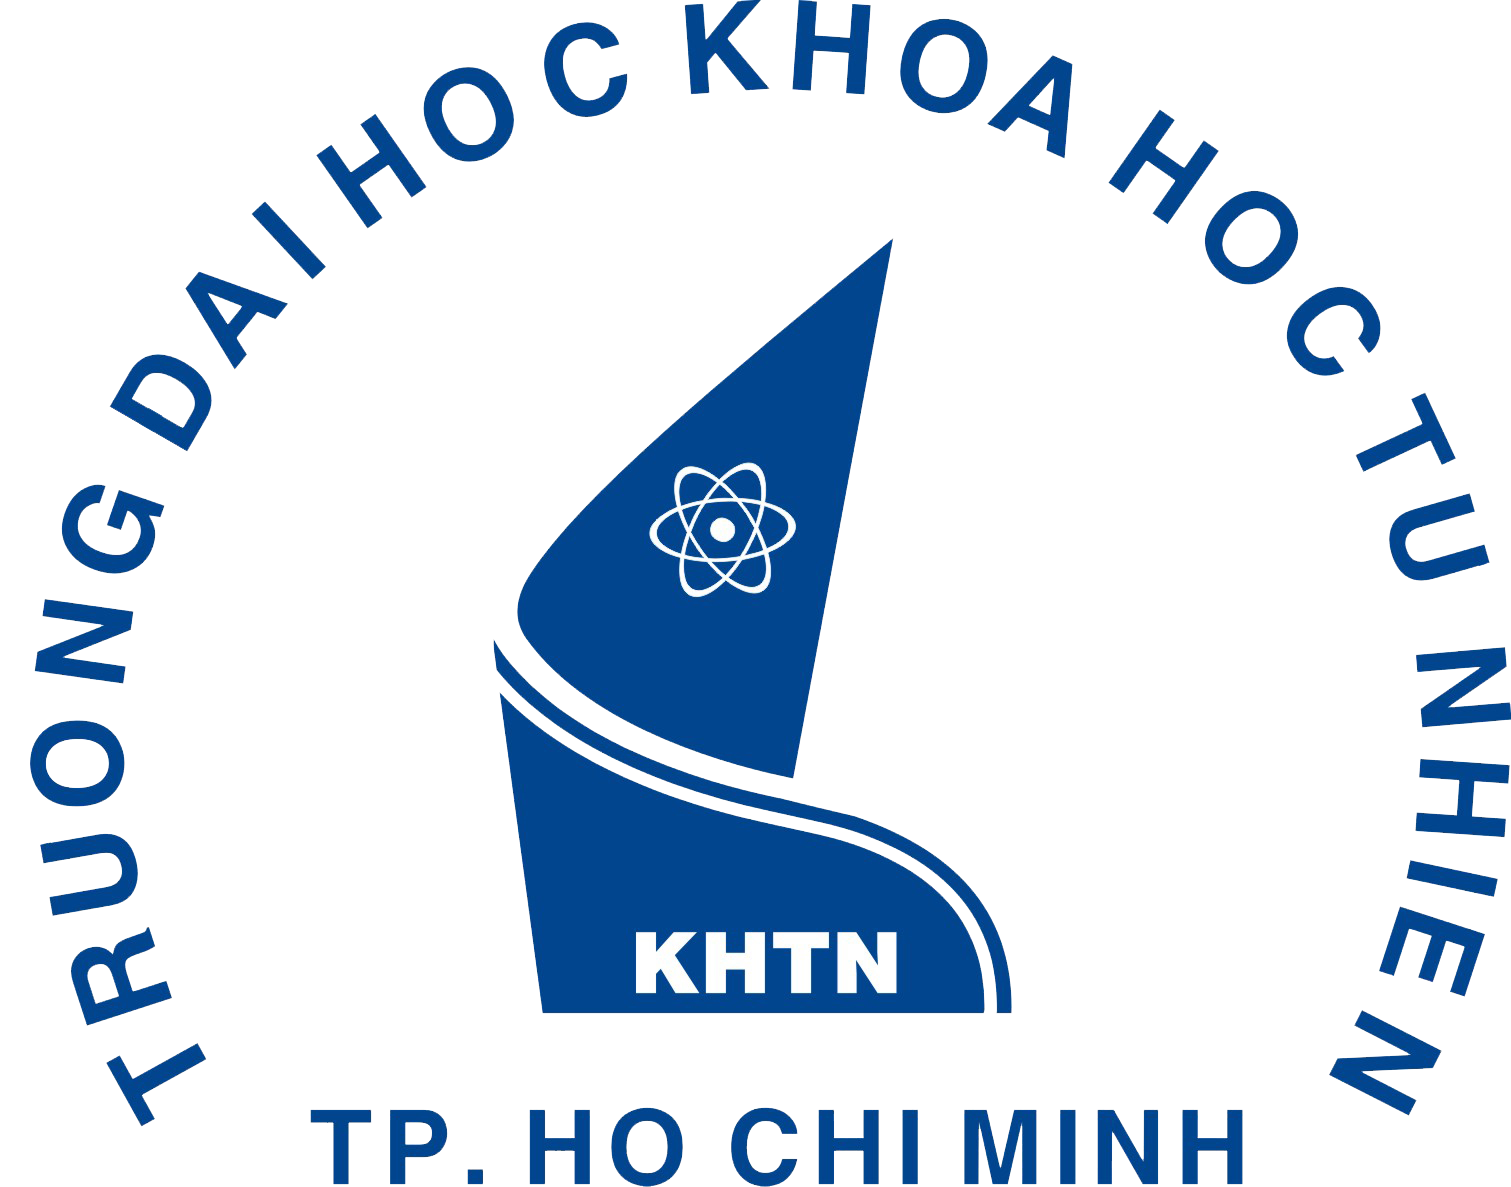 TRUONG DAI HOC KHOA HOC TU NHIEN
KHTN
TP. HO CHI MINH